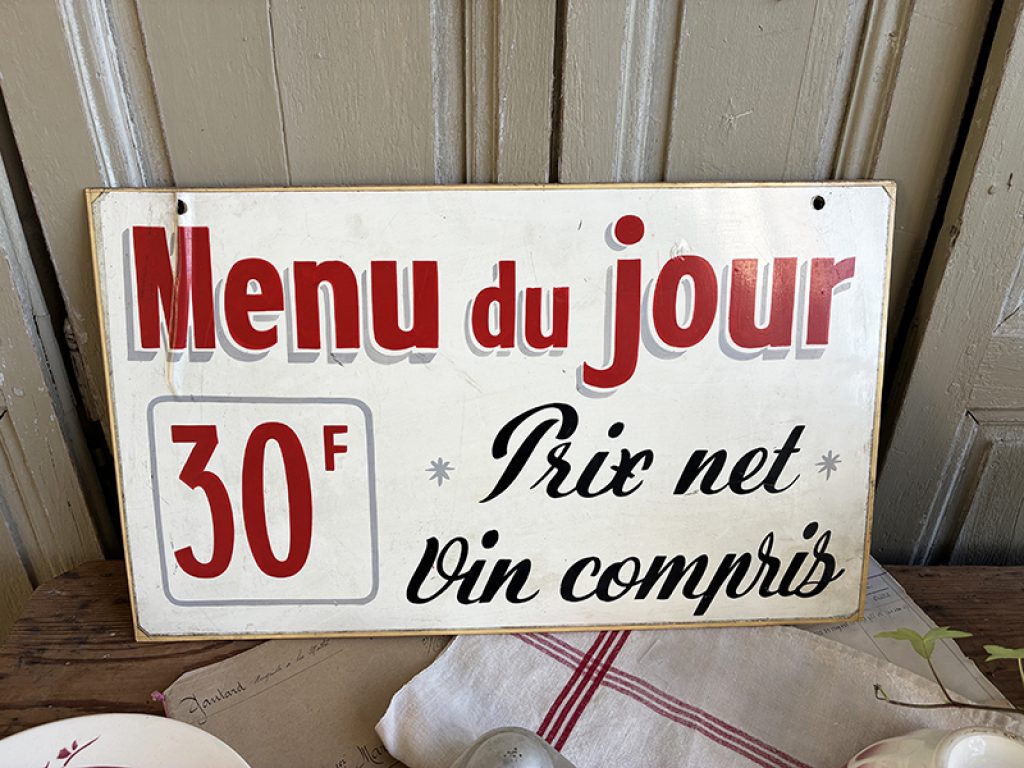 Menu du jour
30F
Prix net
Vin compris